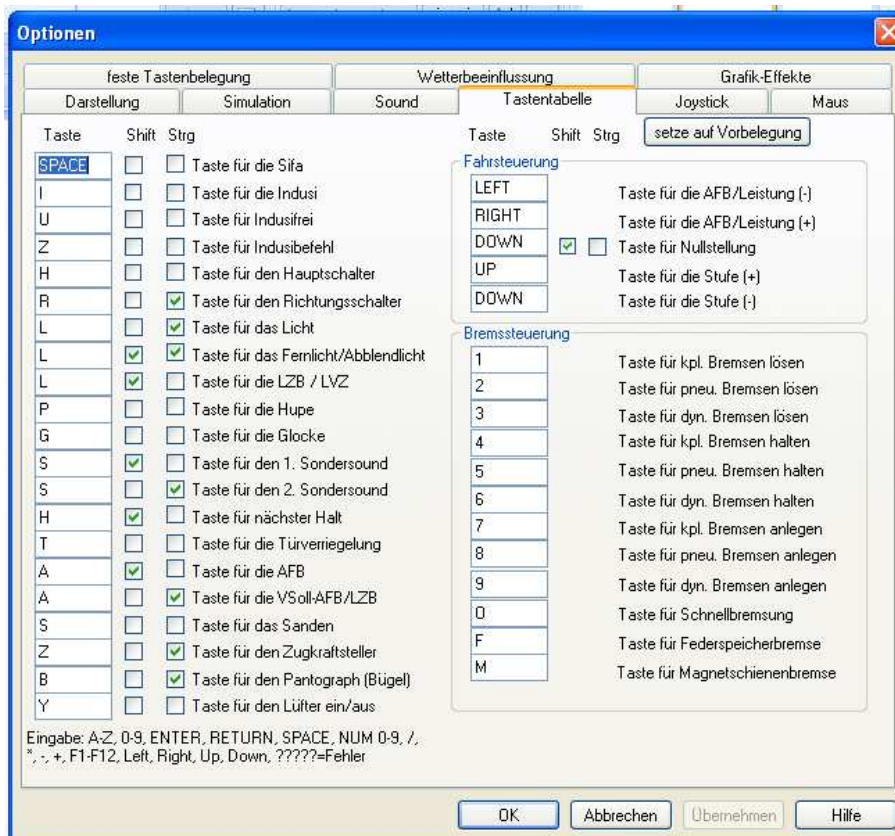 Optionen
feste Tastenbelegung Wetterbeeinflussung Grafik-Effekte
Darstellung Simulation Sound Tastentabelle Joystick Maus
Taste Shift Strg
SPACE Taste für die Sifa
I Taste für die Indusi
U Taste für Indusifrei
Z Taste für Indusibefehl
H Taste für den Hauptschalter
R Taste für den Richtungsschalter
L Taste für das Licht
L Taste für das Fernlicht/Abblendlicht
L Taste für die LZB / LVZ
P Taste für die Hupe
G Taste für die Glocke
S Taste für den 1. Sondersound
S Taste für den 2. Sondersound
H Taste für nächster Halt
T Taste für die Türverriegelung
A Taste für die AFB
A Taste für die VSoll-AFB/LZB
S Taste für das Sanden
Z Taste für den Zugkraftsteller
B Taste für den Pantograph (Bügel)
Y Taste für den Lüfter ein/aus
Eingabe: A-Z, 0-9, ENTER, RETURN, SPACE, NUM 0-9, /,
*, -, +, F1-F12, Left, Right, Up, Down, ?????=Fehler
Taste Shift Strg setze auf Vorbelegung
Fahrsteuerung
LEFT Taste für die AFB/Leistung (-)
RIGHT Taste für die AFB/Leistung (+)
DOWN Taste für Nullstellung
UP Taste für die Stufe (+)
DOWN Taste für die Stufe (-)
Bremssteuerung
1 Taste für kpl. Bremsen lösen
2 Taste für pneu. Bremsen lösen
3 Taste für dyn. Bremsen lösen
4 Taste für kpl. Bremsen halten
5 Taste für pneu. Bremsen halten
6 Taste für dyn. Bremsen halten
7 Taste für kpl. Bremsen anlegen
8 Taste für pneu. Bremsen anlegen
9 Taste für dyn. Bremsen anlegen
0 Taste für Schnellbremsung
F Taste für Federspeicherbremse
M Taste für Magnetschienenbremse
OK Abbrechen Übernehmen Hilfe